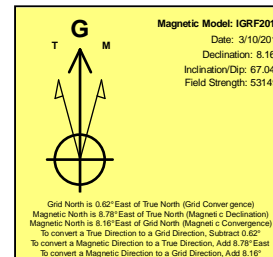 G
T M
Magnetic Model: IGRF201
Date: 3/10/201
Declination: 8.16
Inclination/Dip: 67.04
Field Strength: 53149
Grid North is 0.62° East of True North (Grid Convergence)
Magnetic North is 8.78° East of True North (Magnetic Declination)
Magnetic North is 8.16° East of Grid North (Magnetic Convergence)
To convert a True Direction to a Grid Direction, Subtract 0.62°
To convert a Magnetic Direction to a True Direction, Add 8.78° East
To convert a Magnetic Direction to a Grid Direction, Add 8.16°